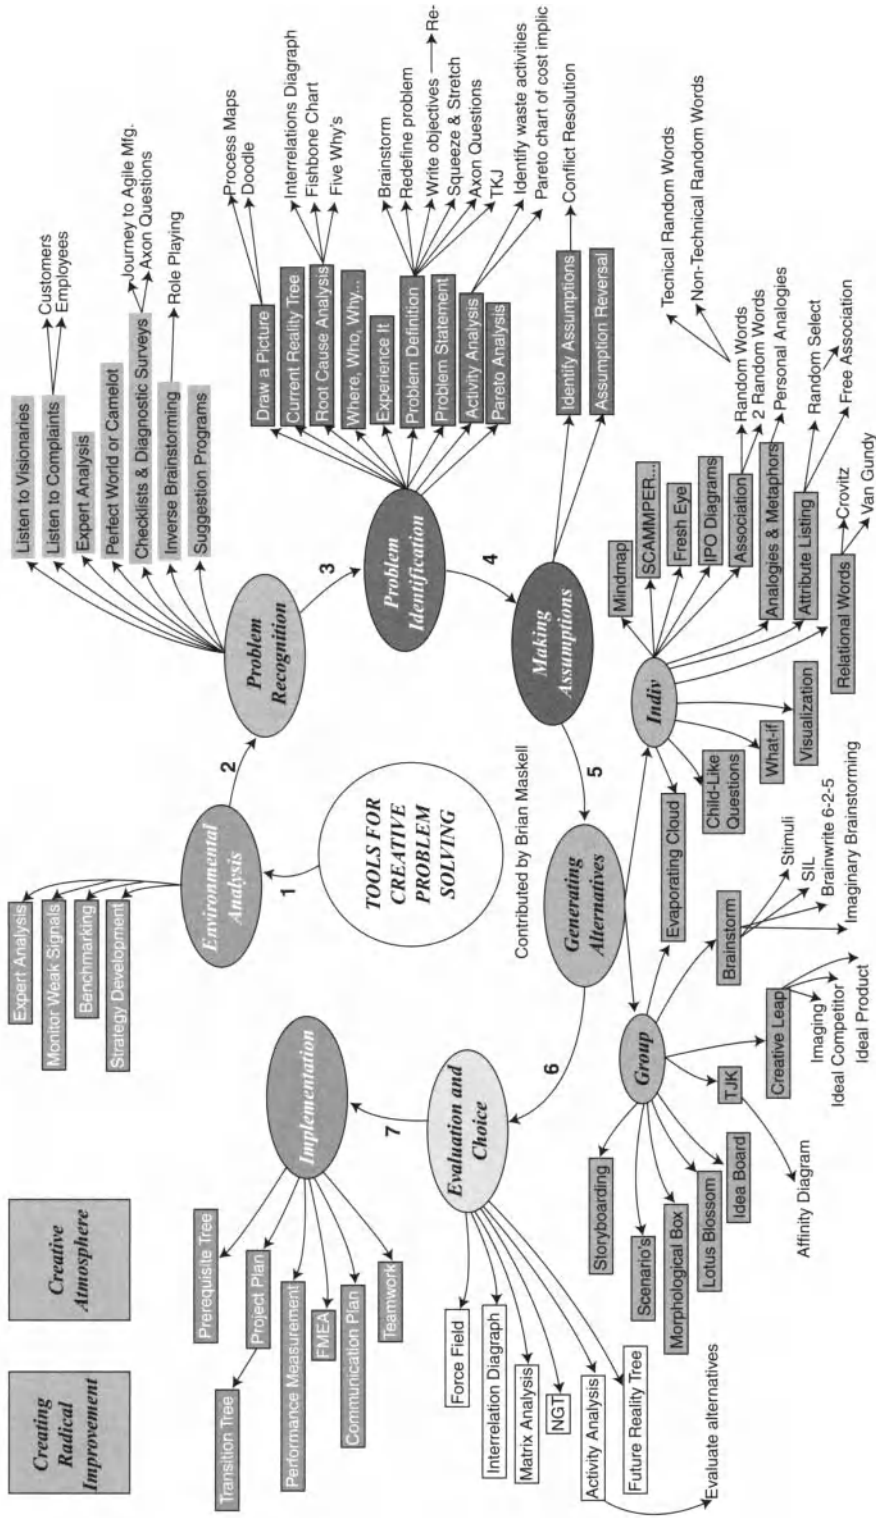 Creating
Radical
Improvement
Creative
Atmosphere
TOOLS FOR
CREATIVE
PROBLEM
SOLVING
Contributed by Brian Maskell
1
Environmental
Analysis
Expert Analysis
Monitor Weak Signals
Benchmarking
Strategy Development
2
Problem
Recognition
Listen to Visionaries
Listen to Complaints
Customers
Employees
Expert Analysis
Perfect World or Camelot
Checklists & Diagnostic Surveys
Journey to Agile Mfg.
Axon Questions
Inverse Brainstorming
Role Playing
Suggestion Programs
3
Problem
Identification
Draw a Picture
Process Maps
Doodle
Current Reality Tree
Root Cause Analysis
Interrelations Diagraph
Fishbone Chart
Five Why's
Where, Who, Why...
Experience It
Problem Definition
Brainstorm
Redefine problem
Write objectives
Re-
Squeeze & Stretch
Axon Questions
TKJ
Problem Statement
Activity Analysis
Identify waste activities
Pareto chart of cost implic
Pareto Analysis
4
Making
Assumptions
Identify Assumptions
Conflict Resolution
Assumption Reversal
5
Generating
Alternatives
Indiv
Mindmap
SCAMMPER...
Fresh Eye
IPO Diagrams
Association
Random Words
2 Random Words
Tecnical Random Words
Non-Technical Random Words
Analogies & Metaphors
Personal Analogies
Attribute Listing
Random Select
Free Association
Relational Words
Crovitz
Van Gundy
Visualization
What-if
Child-Like
Questions
Evaporating Cloud
Group
Brainstorm
Stimuli
SIL
Brainwrite 6-2-5
Imaginary Brainstorming
Creative Leap
Imaging
Ideal Competitor
Ideal Product
TJK
Affinity Diagram
Idea Board
Lotus Blossom
Morphological Box
Scenario's
Storyboarding
6
Evaluation and
Choice
Force Field
Interrelation Diagraph
Matrix Analysis
NGT
Activity Analysis
Evaluate alternatives
Future Reality Tree
7
Implementation
Prerequisite Tree
Project Plan
Transition Tree
Performance Measurement
FMEA
Communication Plan
Teamwork